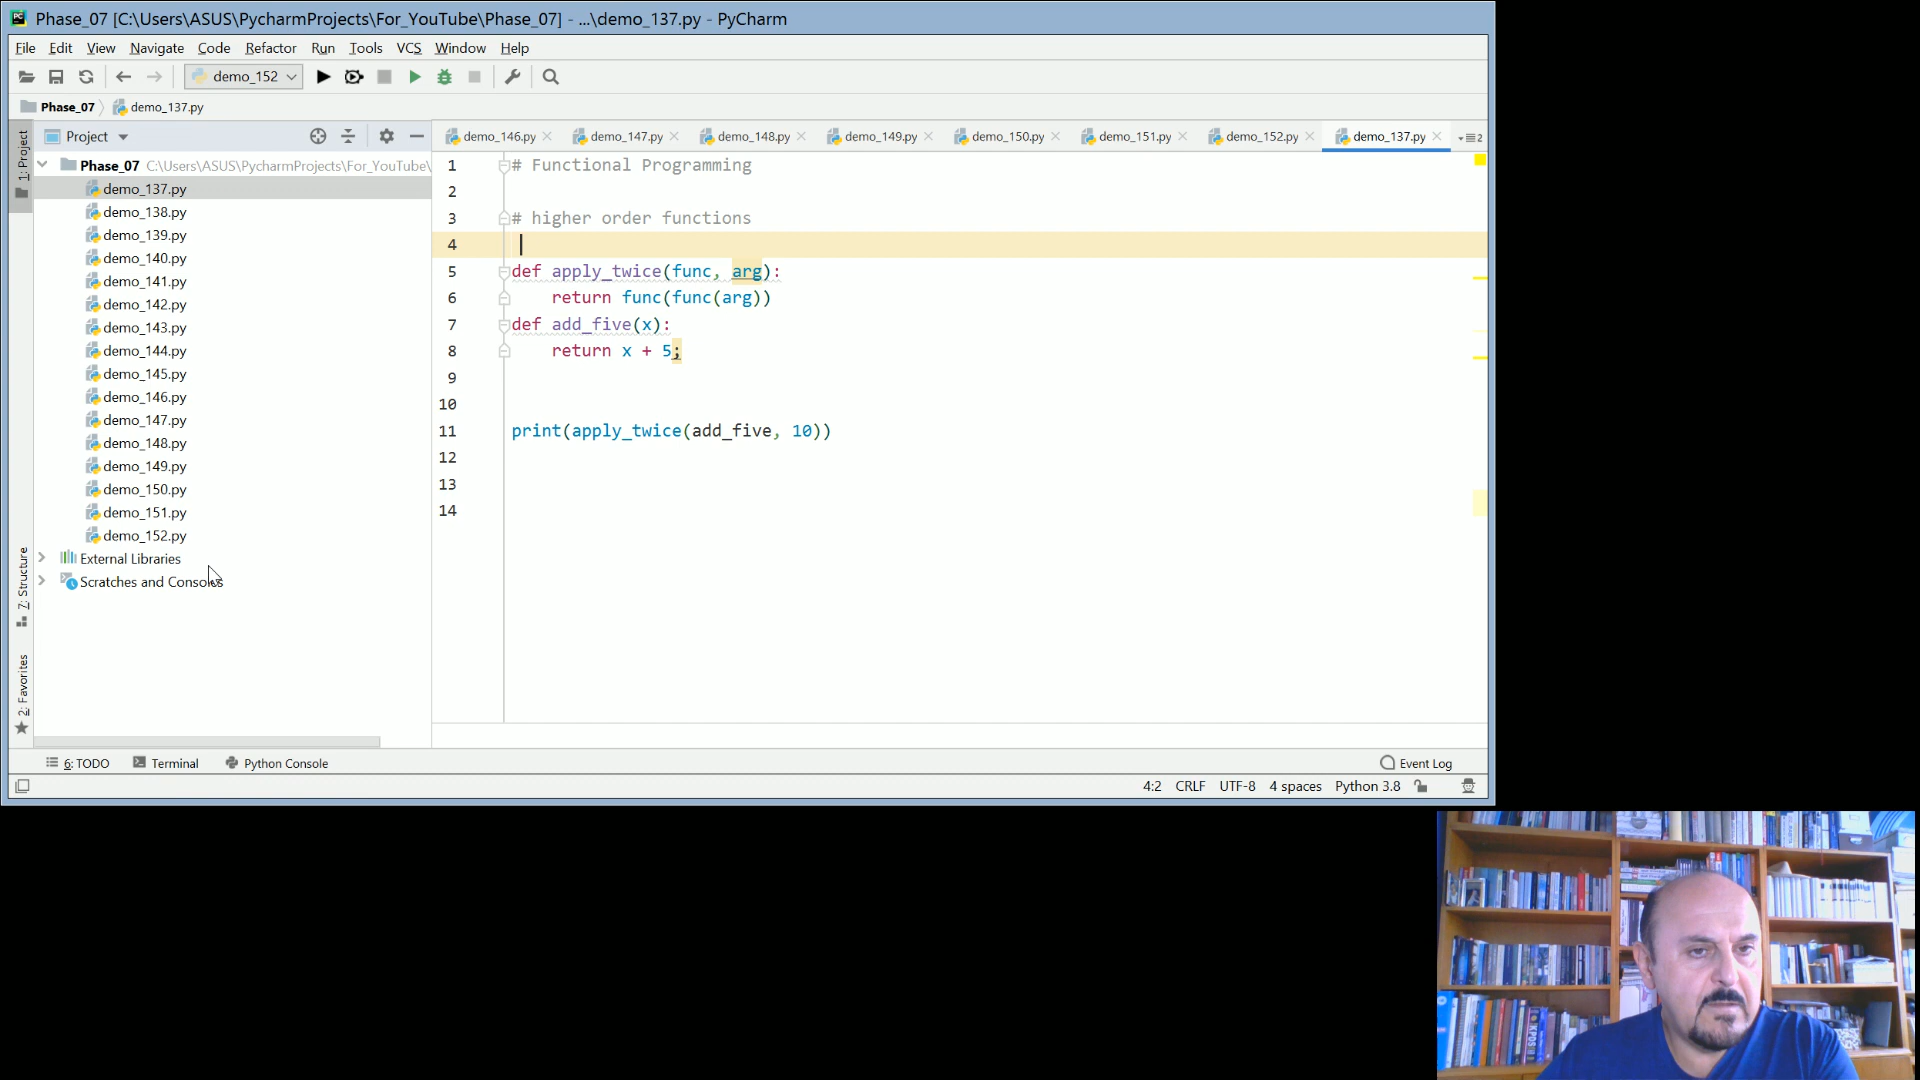 Phase_07 [C:\Users\ASUS\PycharmProjects\For_YouTube\Phase_07] - ...\demo_137.py - PyCharm
File Edit View Navigate Code Refactor Run Tools VCS Window Help
demo_152
Phase_07 demo_137.py
1: Project
Project
demo_146.py demo_147.py demo_148.py demo_149.py demo_150.py demo_151.py demo_152.py demo_137.py 2
Phase_07 C:\Users\ASUS\PycharmProjects\For_YouTube\
demo_137.py
demo_138.py
demo_139.py
demo_140.py
demo_141.py
demo_142.py
demo_143.py
demo_144.py
demo_145.py
demo_146.py
demo_147.py
demo_148.py
demo_149.py
demo_150.py
demo_151.py
demo_152.py
External Libraries
Scratches and Consoles
1 # Functional Programming
2
3 # higher order functions
4
5 def apply_twice(func, arg):
6     return func(func(arg))
7 def add_five(x):
8     return x + 5;
9
10
11 print(apply_twice(add_five, 10))
12
13
14
Z: Structure
2: Favorites
6: TODO Terminal Python Console Event Log
4:2 CRLF UTF-8 4 spaces Python 3.8